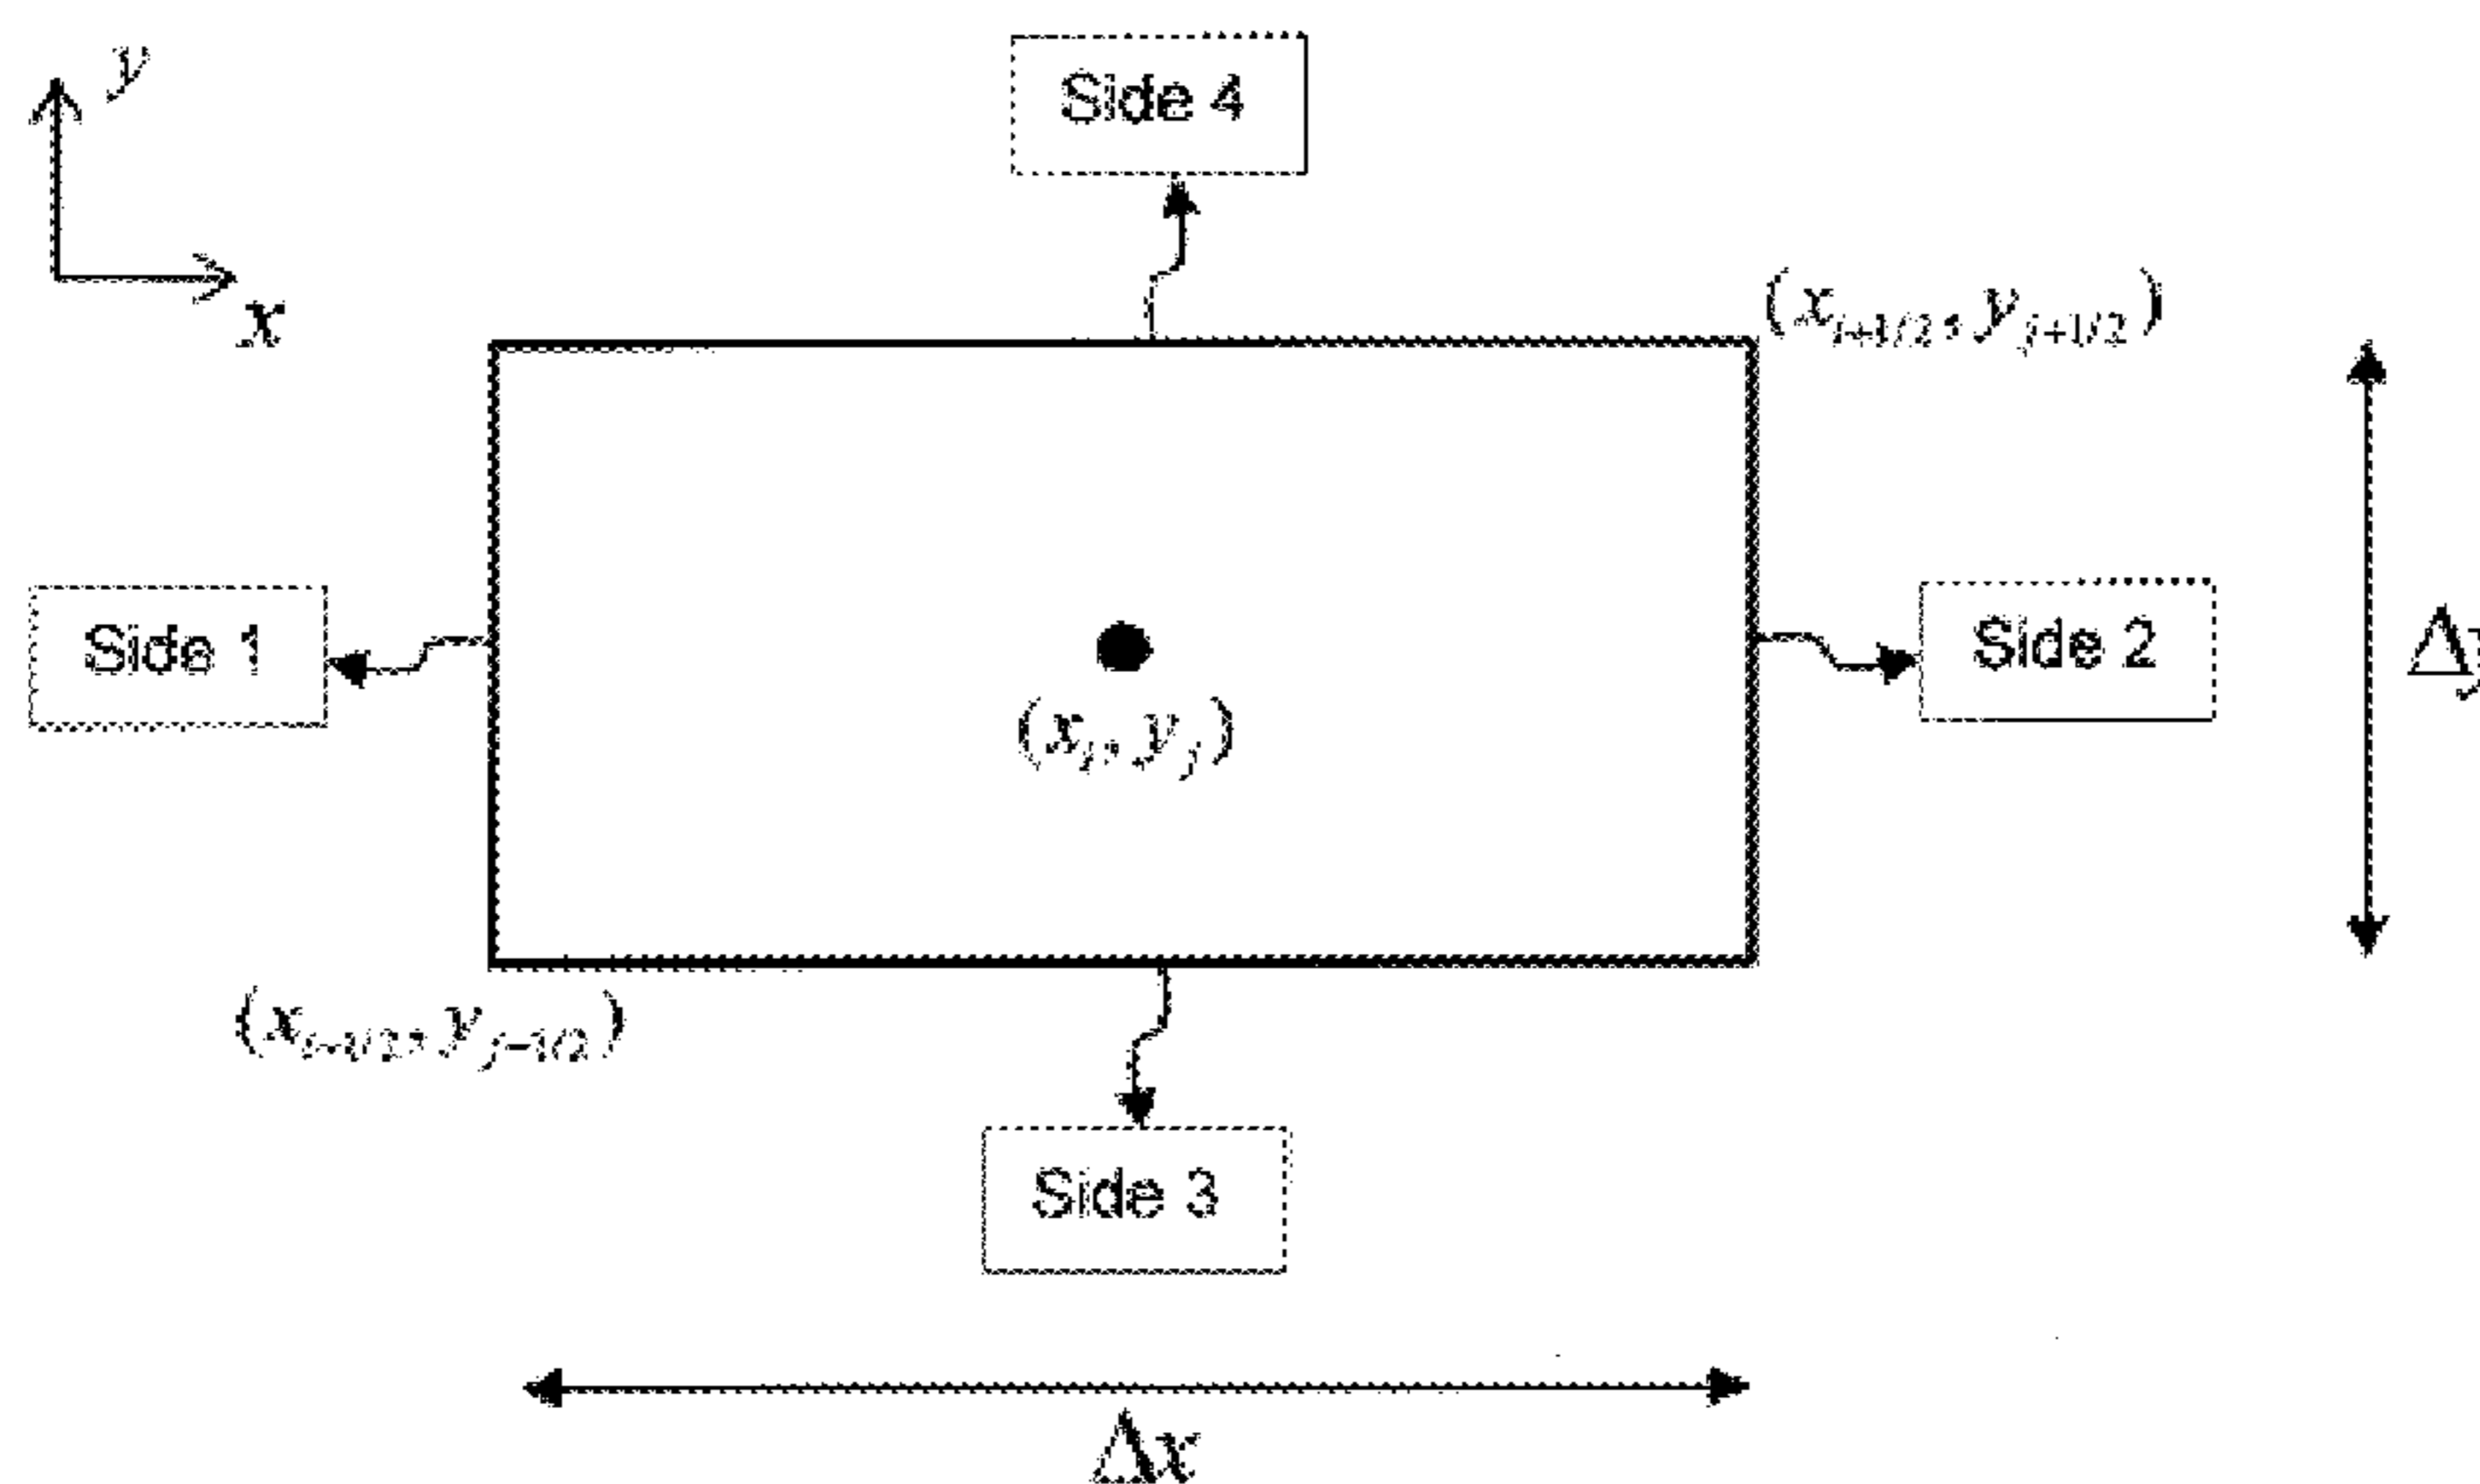 y
Side 4
x
(x_{i+1/2}, y_{j+1/2})
Side 1
Side 2
Δy
(x_i, y_j)
(x_{i-1/2}, y_{j-1/2})
Side 3
Δx